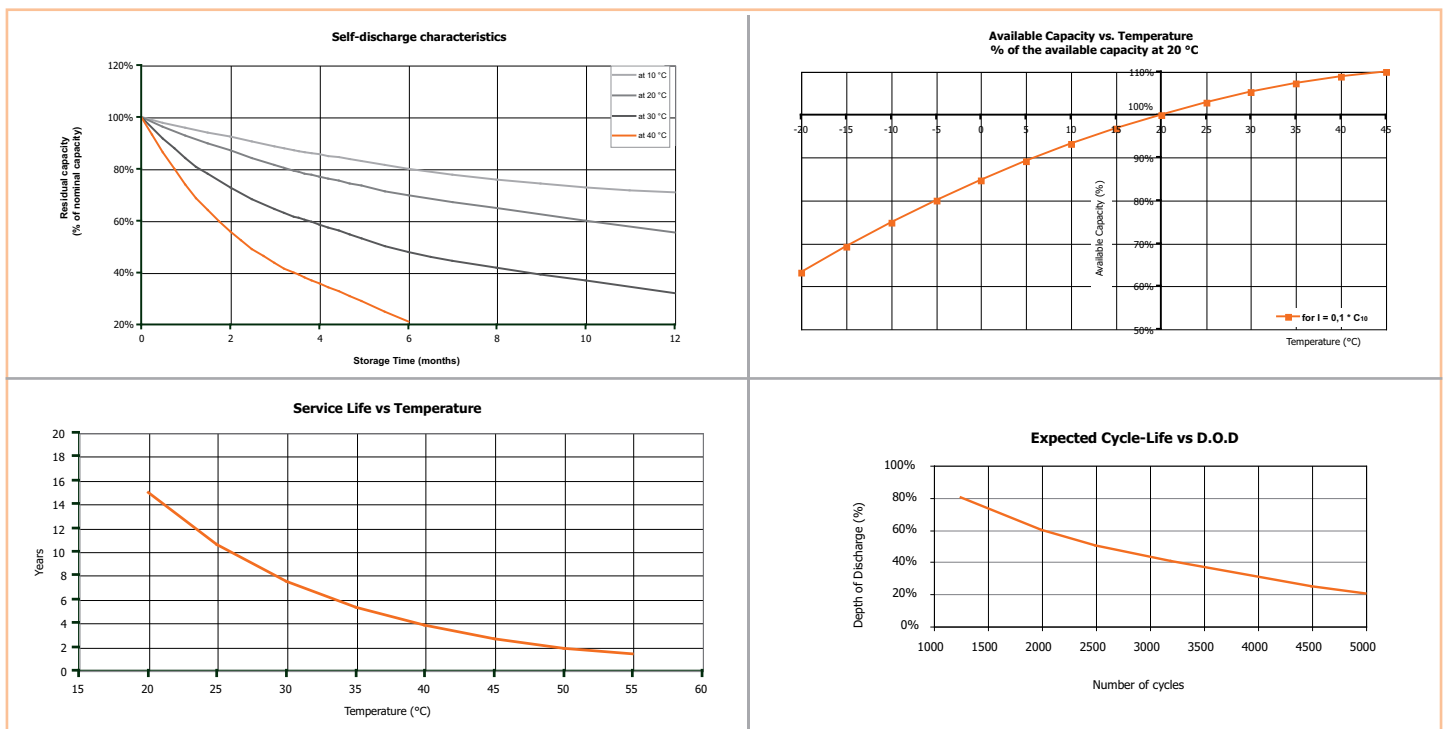 Self-discharge characteristics
120%
100%
80%
60%
40%
20%
Residual capacity
(% of nominal capacity)
at 10 °C
at 20 °C
at 30 °C
at 40 °C
0 2 4 6 8 10 12
Storage Time (months)
Available Capacity vs. Temperature
% of the available capacity at 20 °C
110%
100%
-20 -15 -10 -5 0 5 10 15 20 25 30 35 40 45
90%
80%
70%
60%
50%
Available Capacity (%)
for I = 0,1 * C₁₀
Temperature (°C)
Service Life vs Temperature
20
18
16
14
12
10
8
6
4
2
0
Years
15 20 25 30 35 40 45 50 55 60
Temperature (°C)
Expected Cycle-Life vs D.O.D
100%
80%
60%
40%
20%
0%
Depth of Discharge (%)
1000 1500 2000 2500 3000 3500 4000 4500 5000
Number of cycles